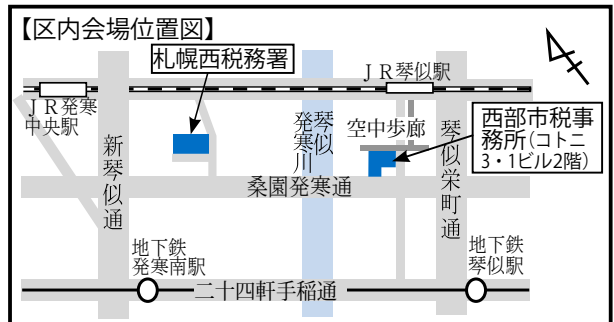 【区内会場位置図】
札幌西税務署
ＪＲ琴似駅
ＪＲ発寒
中央駅
西部市税事
務所(コトニ
3・1ビル2階)
空中歩廊
琴似
発寒川
新琴似通
琴似栄町通
桑園発寒通
地下鉄
発寒南駅
地下鉄
琴似駅
二十四軒手稲通